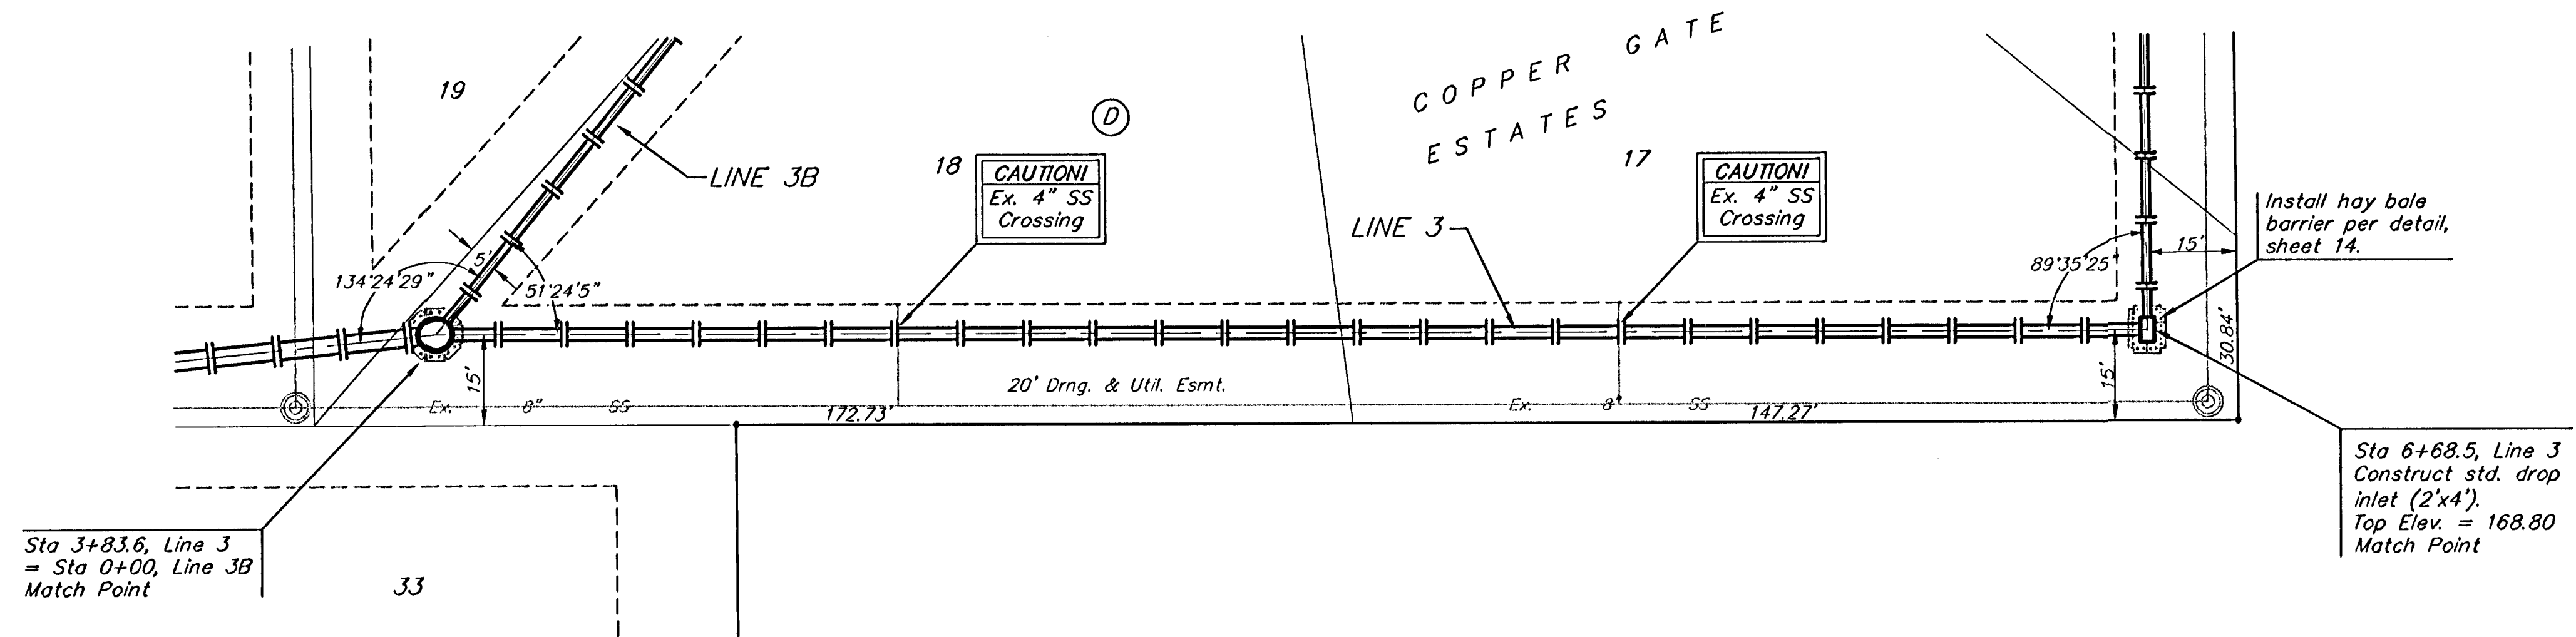 COPPER GATE
ESTATES
19
D
LINE 3B
18
CAUTION!
Ex. 4" SS
Crossing
17
CAUTION!
Ex. 4" SS
Crossing
LINE 3
Install hay bale
barrier per detail,
sheet 14.
15'
89°35'25"
134°24'29"
5'
51°24'5"
30.84'
15'
15'
20' Drng. & Util. Esmt.
Ex. 8" SS
172.73'
Ex. 8" SS
147.27'
Sta 6+68.5, Line 3
Construct std. drop
inlet (2'x4').
Top Elev. = 168.80
Match Point
Sta 3+83.6, Line 3
= Sta 0+00, Line 3B
Match Point
33